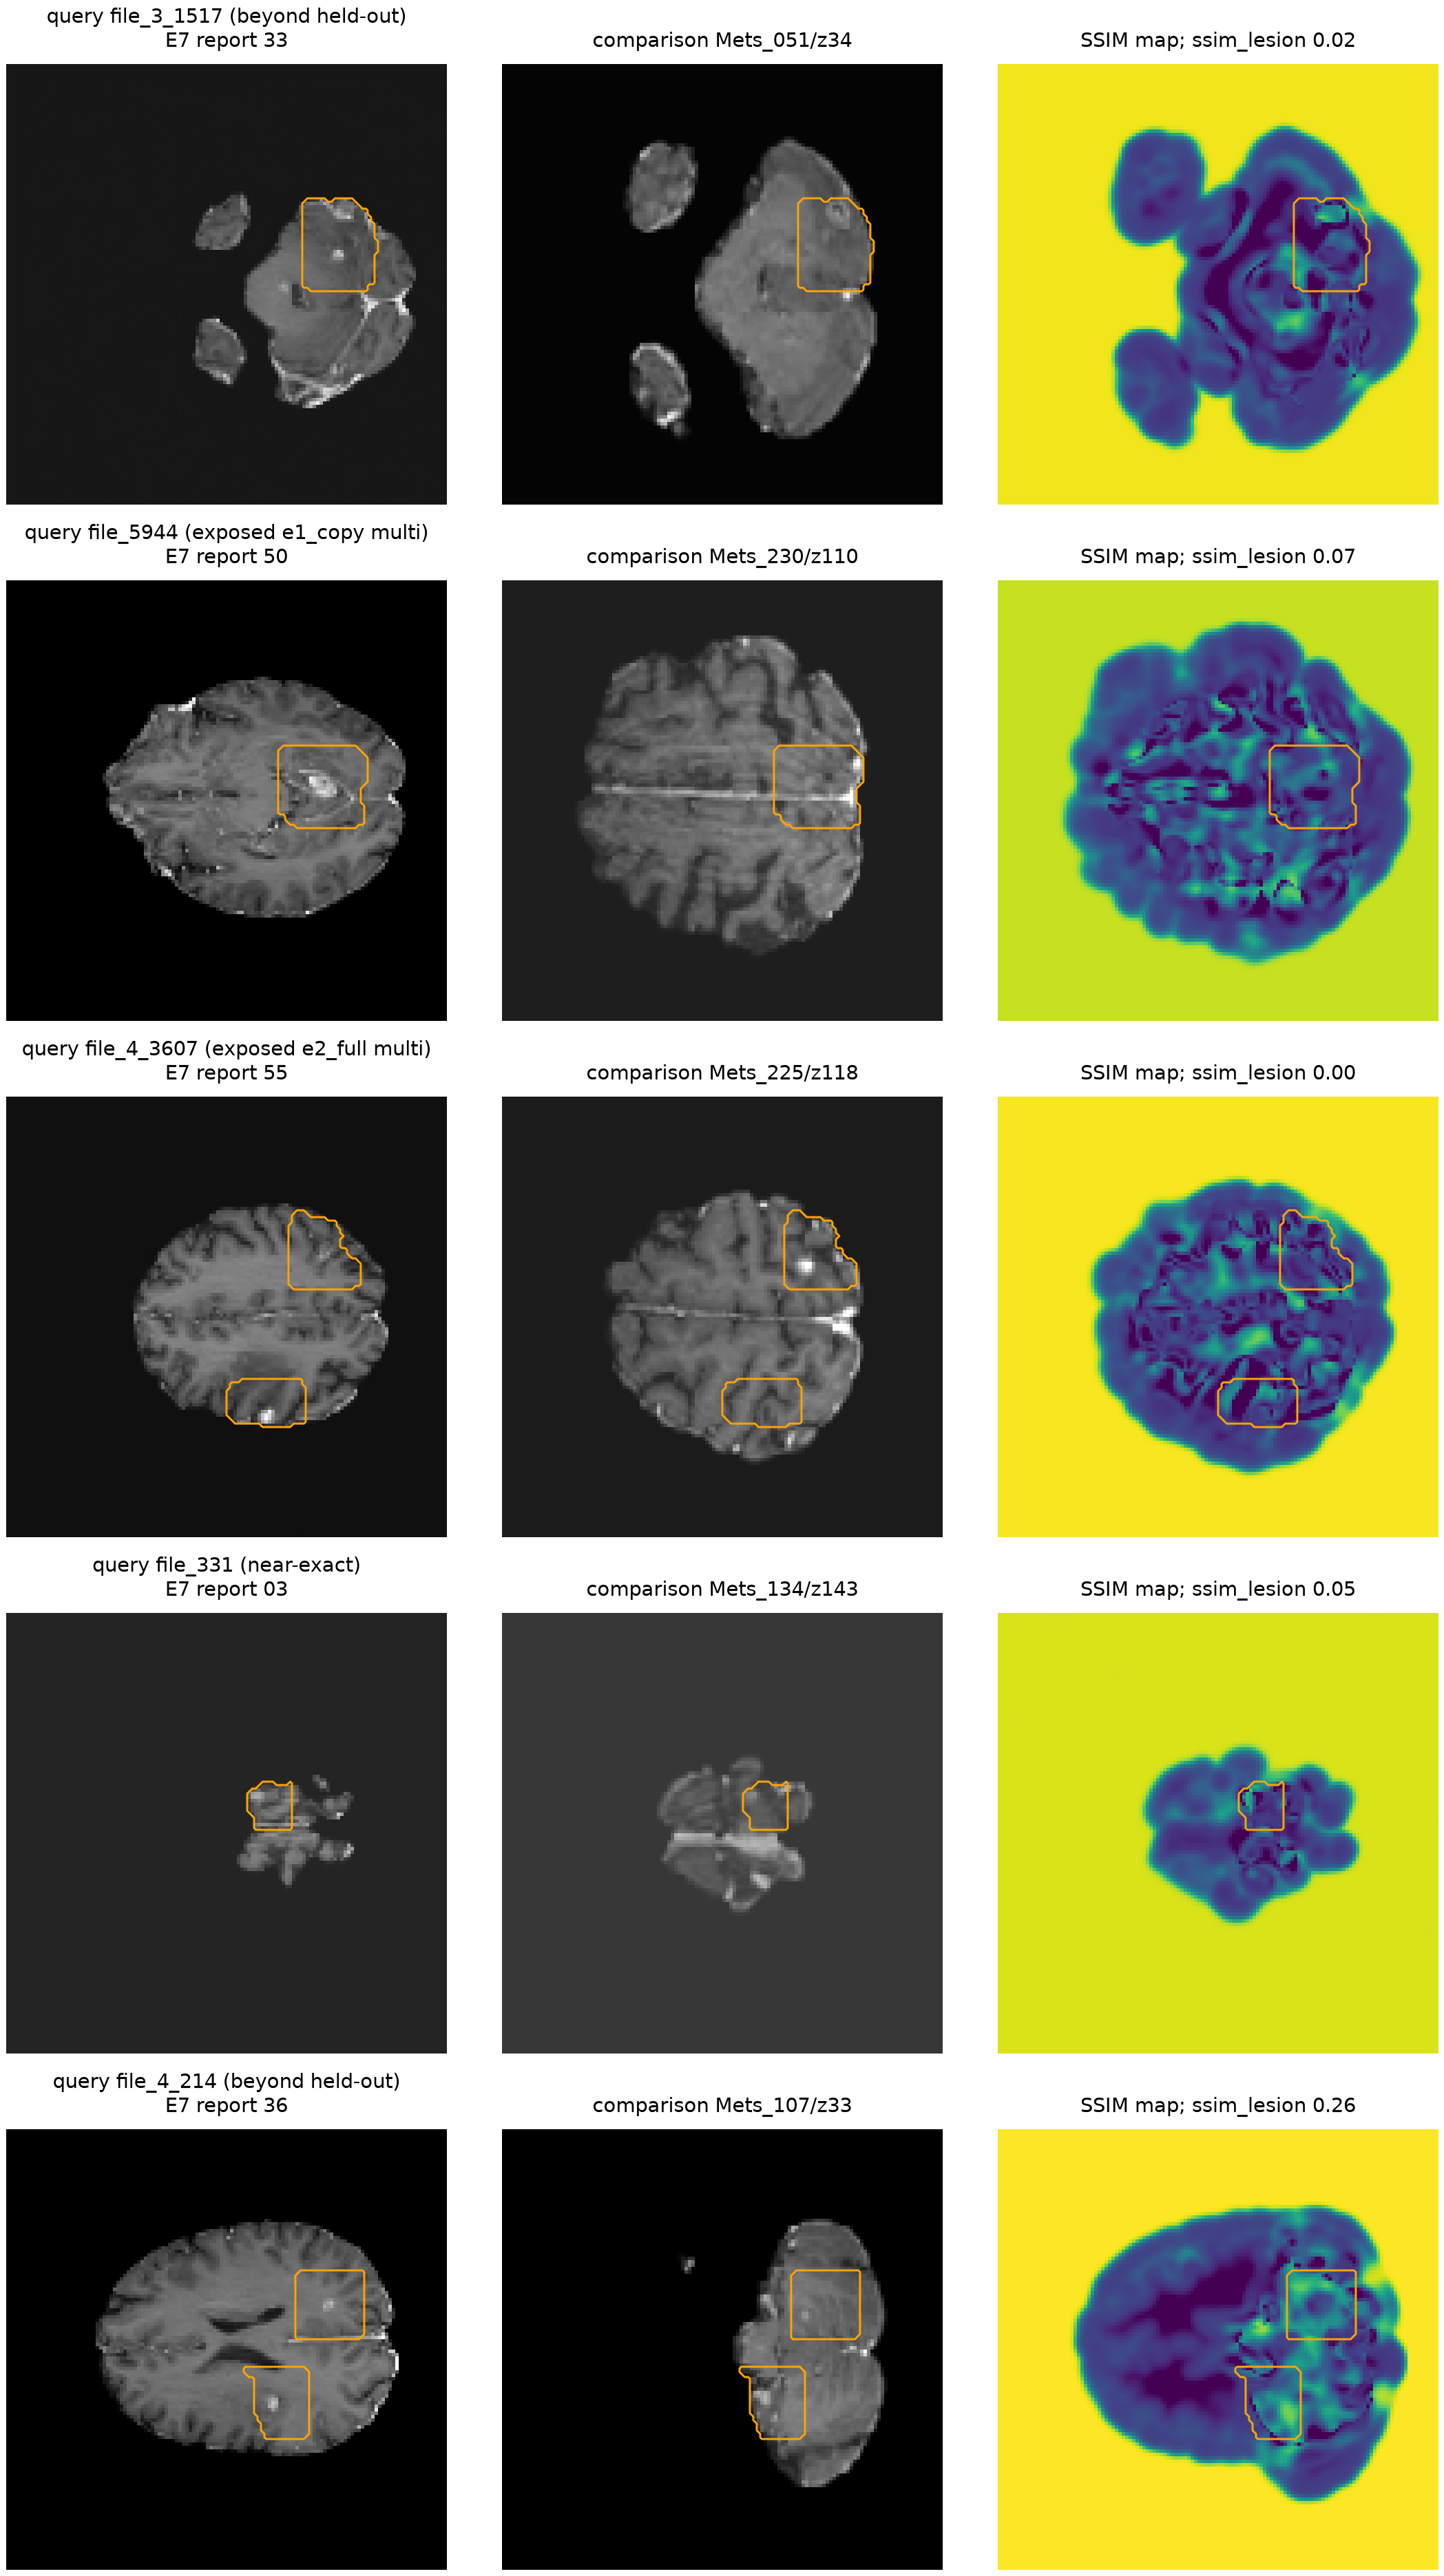 query file_3_1517 (beyond held-out)
E7 report 33
comparison Mets_051/z34
SSIM map; ssim_lesion 0.02
query file_5944 (exposed e1_copy multi)
E7 report 50
comparison Mets_230/z110
SSIM map; ssim_lesion 0.07
query file_4_3607 (exposed e2_full multi)
E7 report 55
comparison Mets_225/z118
SSIM map; ssim_lesion 0.00
query file_331 (near-exact)
E7 report 03
comparison Mets_134/z143
SSIM map; ssim_lesion 0.05
query file_4_214 (beyond held-out)
E7 report 36
comparison Mets_107/z33
SSIM map; ssim_lesion 0.26